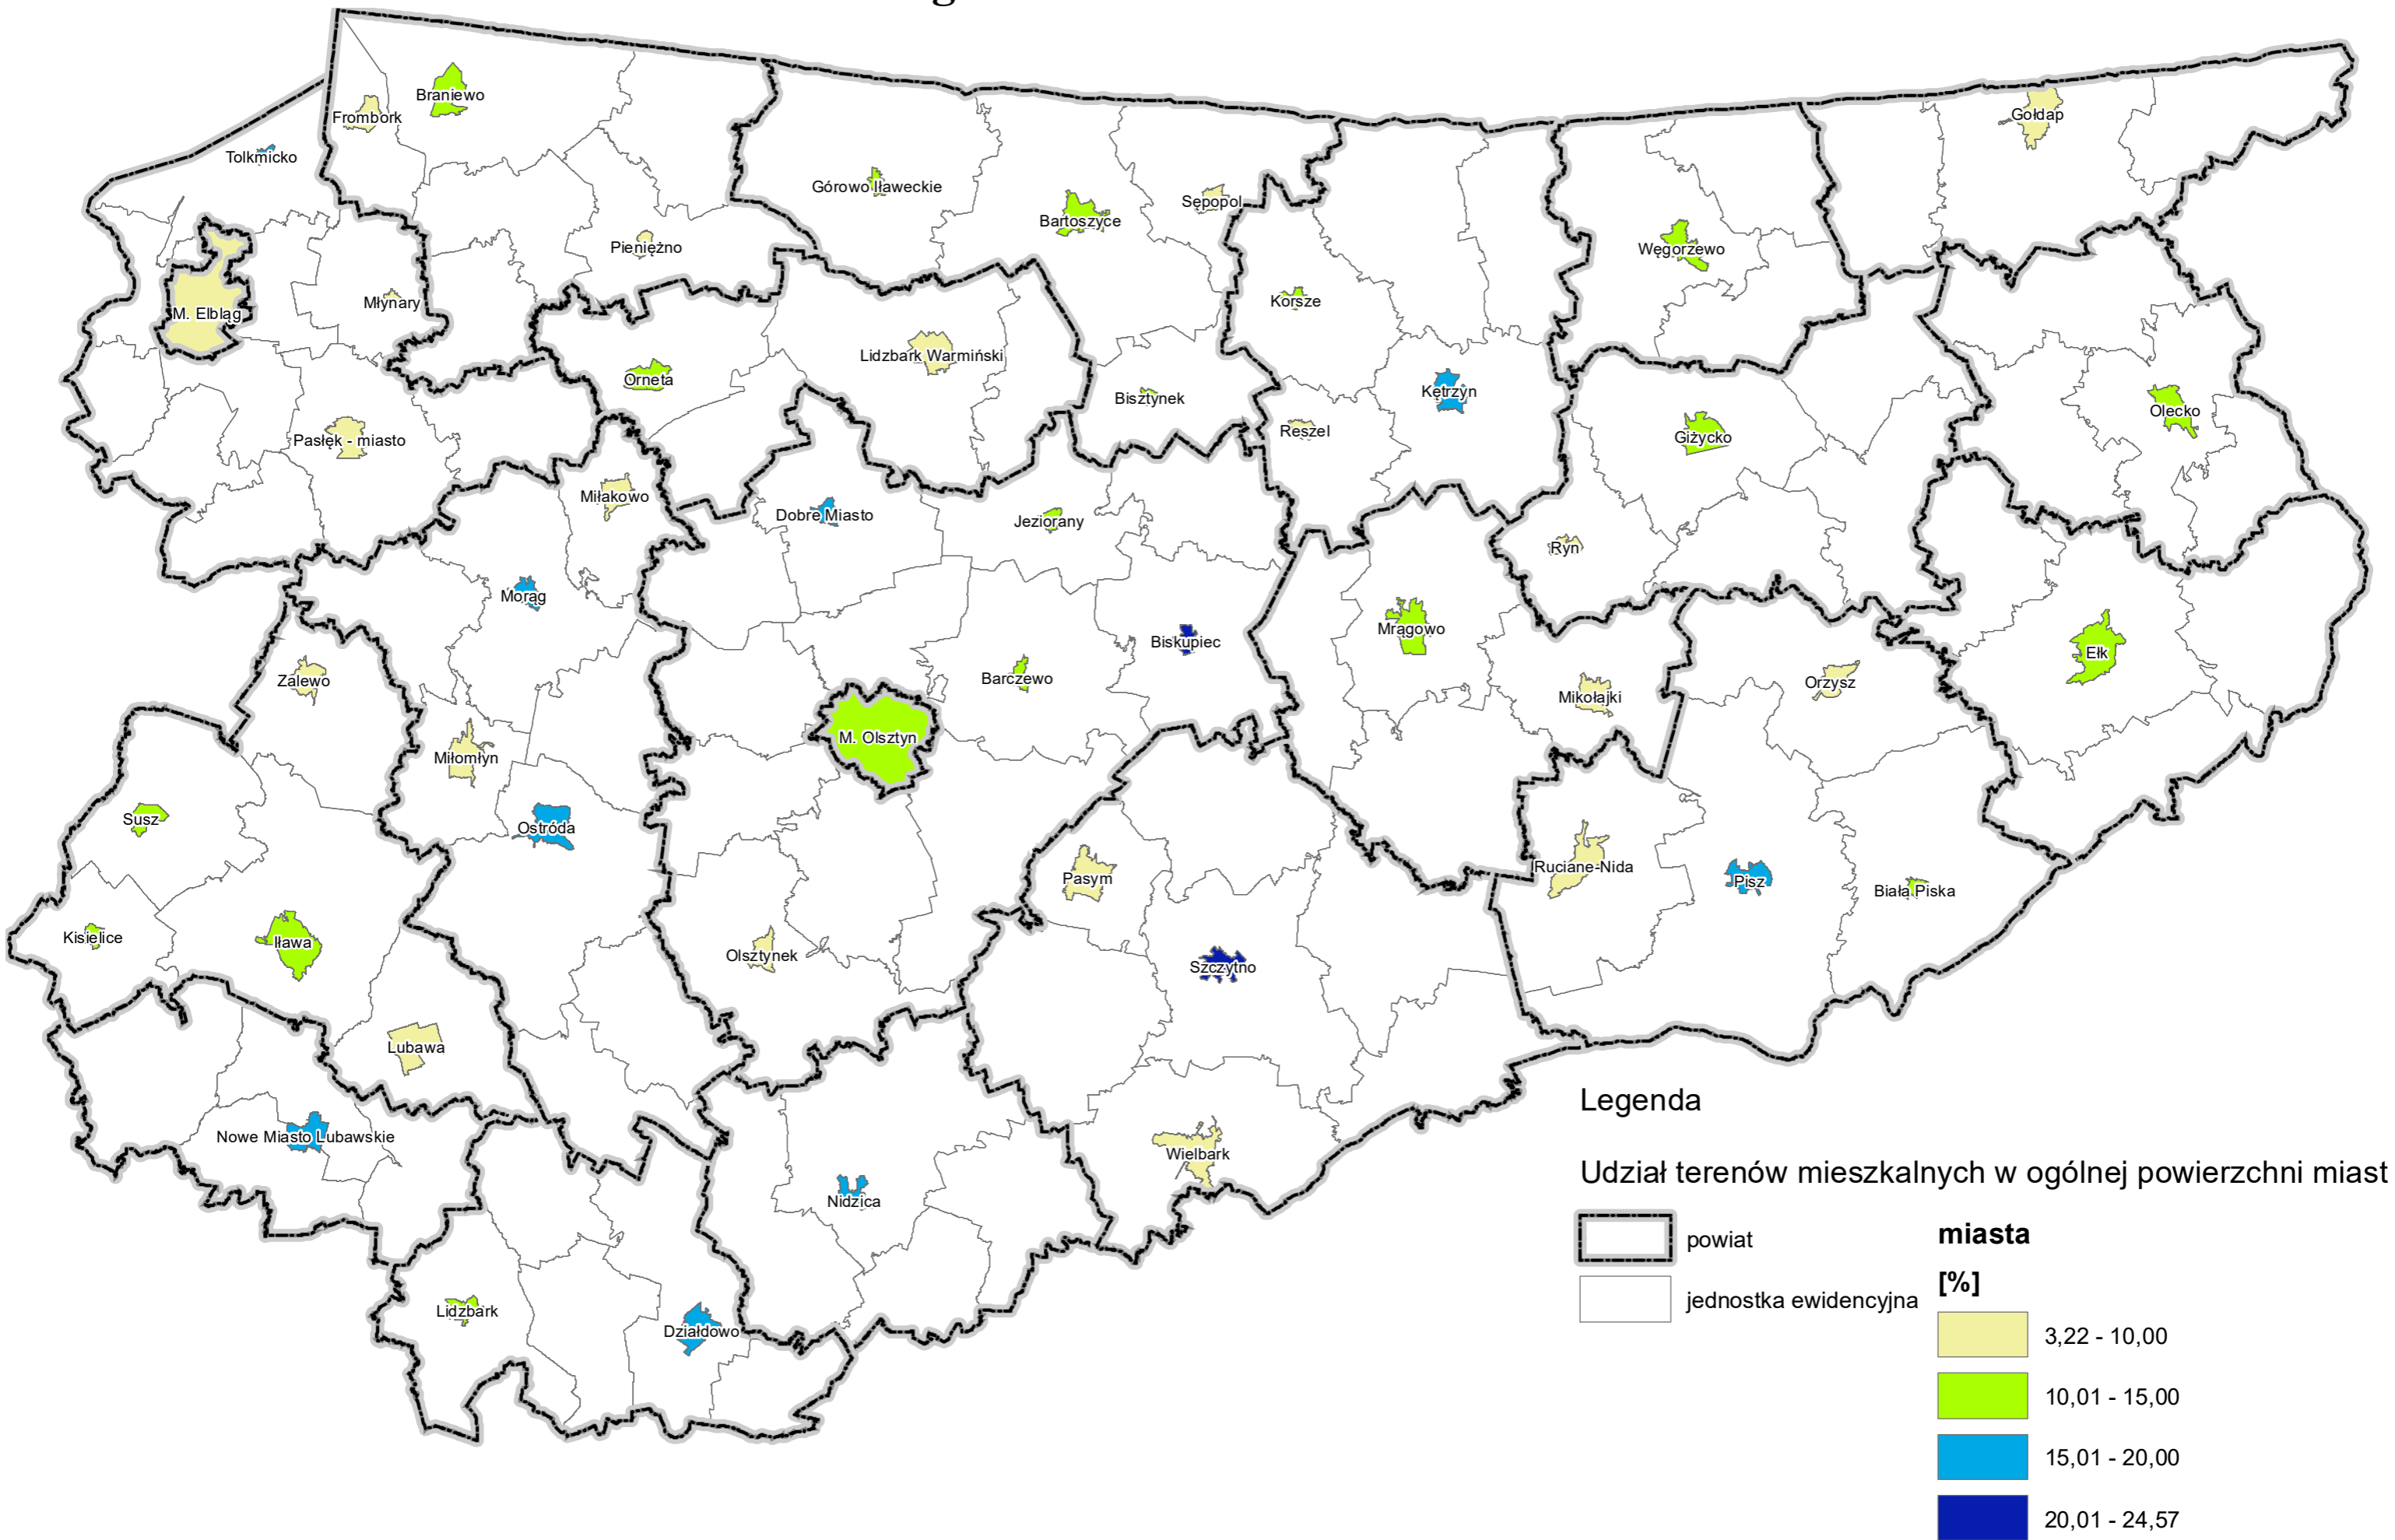 g
Braniewo
Frombork
Tolkmicko
Gołdap
Górowo Iławeckie
Sępopol
Bartoszyce
Pieniężno
Węgorzewo
Młynary
Korsze
M. Elbląg
Lidzbark Warmiński
Orneta
Kętrzyn
Bisztynek
Olecko
Reszel
Giżycko
Pasłęk - miasto
Miłakowo
Dobre Miasto
Jeziorany
Ryn
Morąg
Mrągowo
Biskupiec
Ełk
Barczewo
Zalewo
Orzysz
Mikołajki
M. Olsztyn
Miłomłyn
Susz
Ostróda
Ruciane-Nida
Pasym
Pisz
Biała Piska
Kisielice
Iława
Olsztynek
Szczytno
Lubawa
Nowe Miasto Lubawskie
Wielbark
Nidzica
Lidzbark
Działdowo
Legenda
Udział terenów mieszkalnych w ogólnej powierzchni miast
powiat
jednostka ewidencyjna
miasta
[%]
3,22 - 10,00
10,01 - 15,00
15,01 - 20,00
20,01 - 24,57